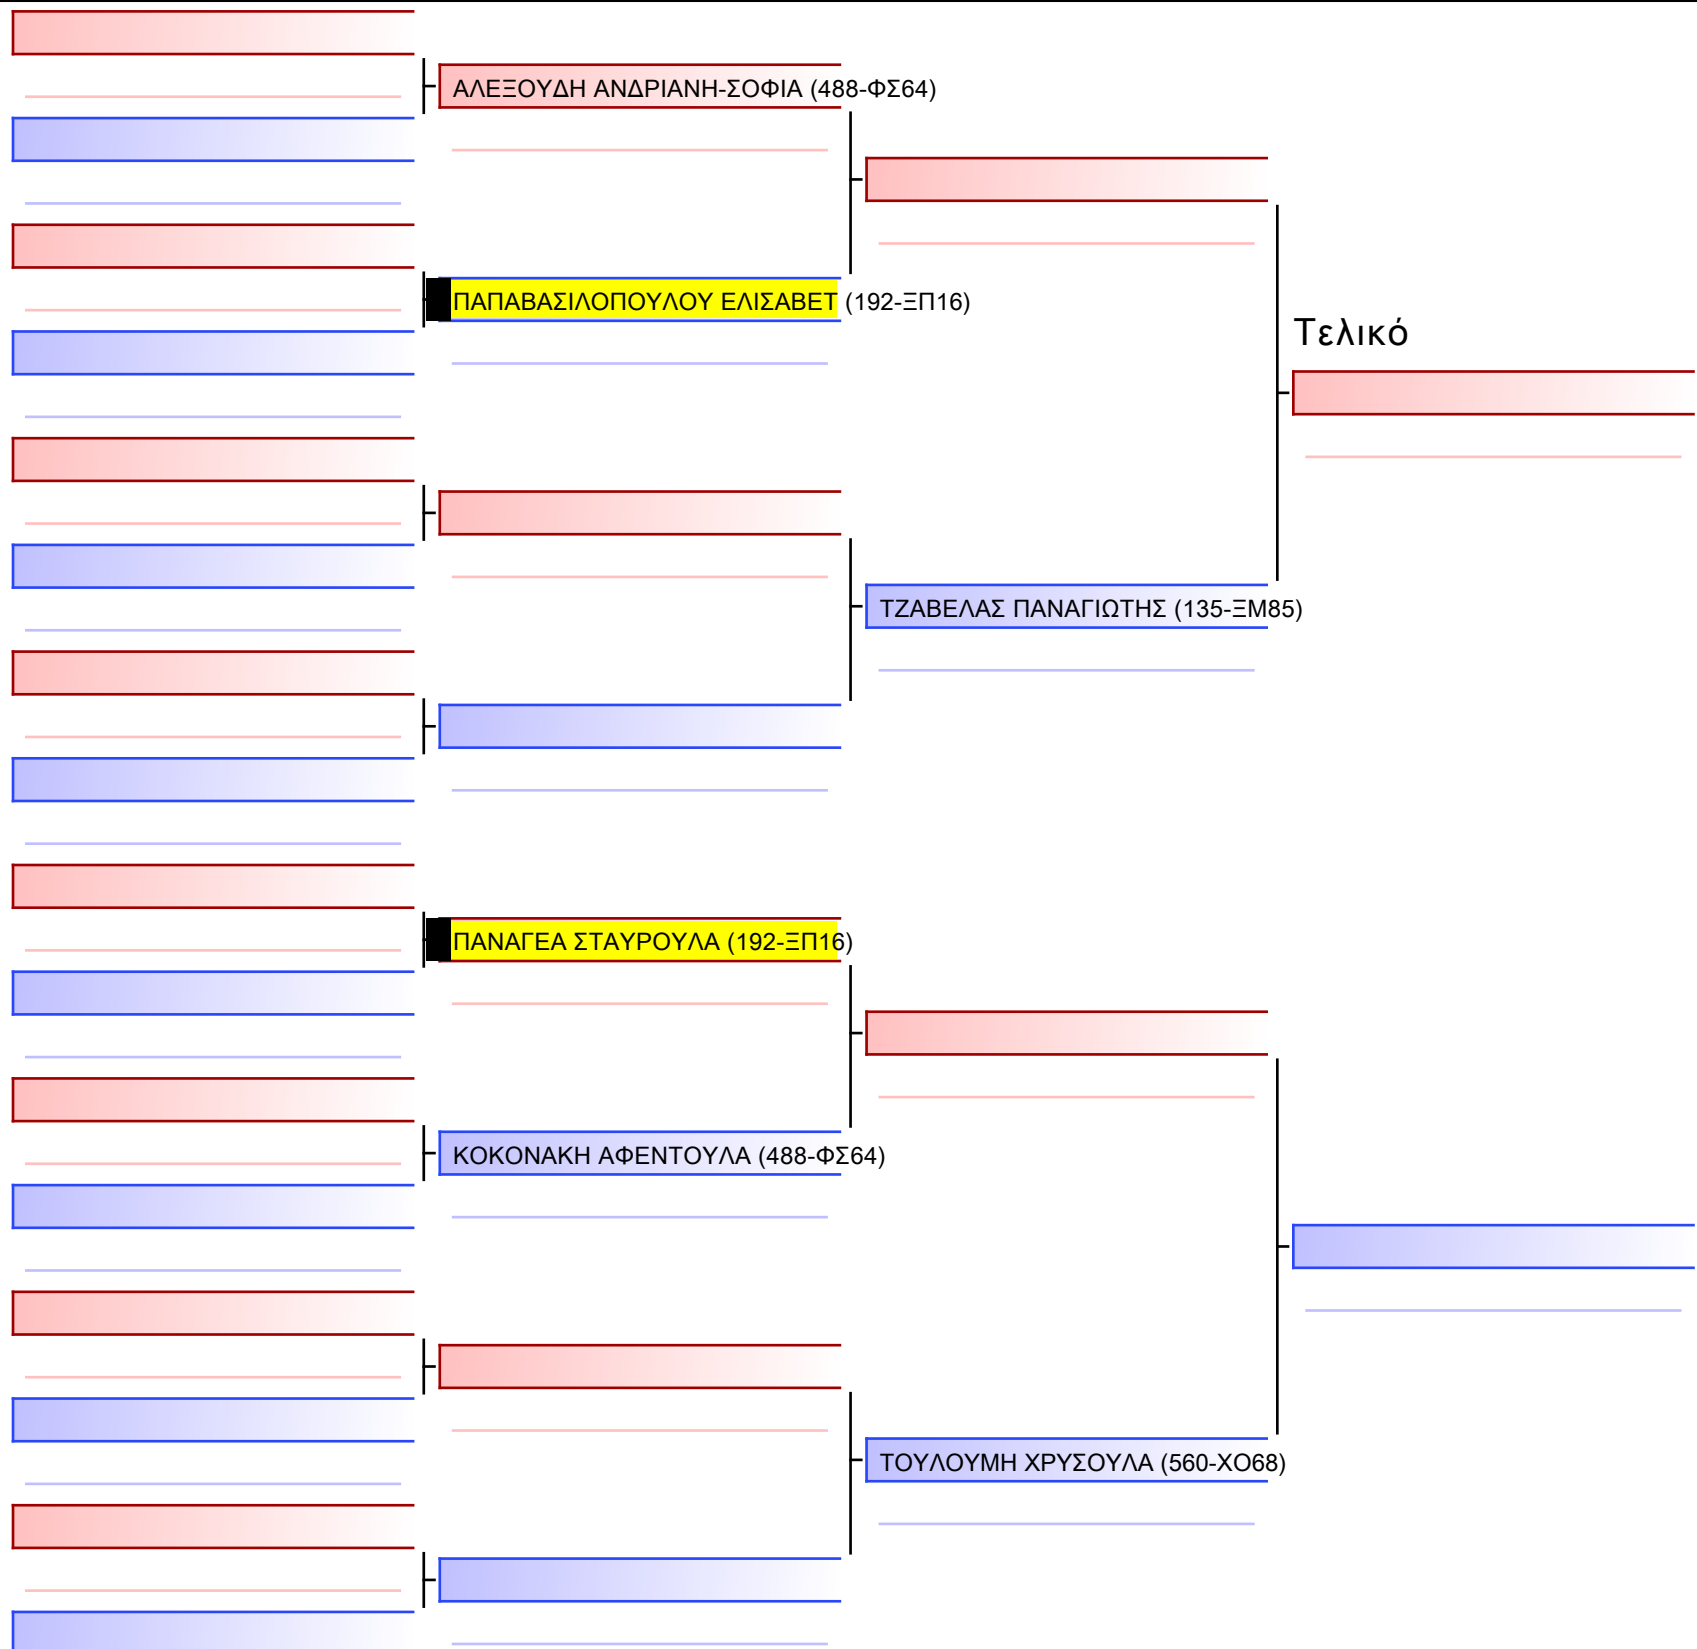 ΑΛΕΞΟΥΔΗ ΑΝΔΡΙΑΝΗ-ΣΟΦΙΑ (488-ΦΣ64)
ΠΑΠΑΒΑΣΙΛΟΠΟΥΛΟΥ ΕΛΙΣΑΒΕΤ (192-ΞΠ16)
Τελικό
ΤΖΑΒΕΛΑΣ ΠΑΝΑΓΙΩΤΗΣ (135-ΞΜ85)
ΠΑΝΑΓΕΑ ΣΤΑΥΡΟΥΛΑ (192-ΞΠ16)
ΚΟΚΟΝΑΚΗ ΑΦΕΝΤΟΥΛΑ (488-ΦΣ64)
ΤΟΥΛΟΥΜΗ ΧΡΥΣΟΥΛΑ (560-ΧΟ68)